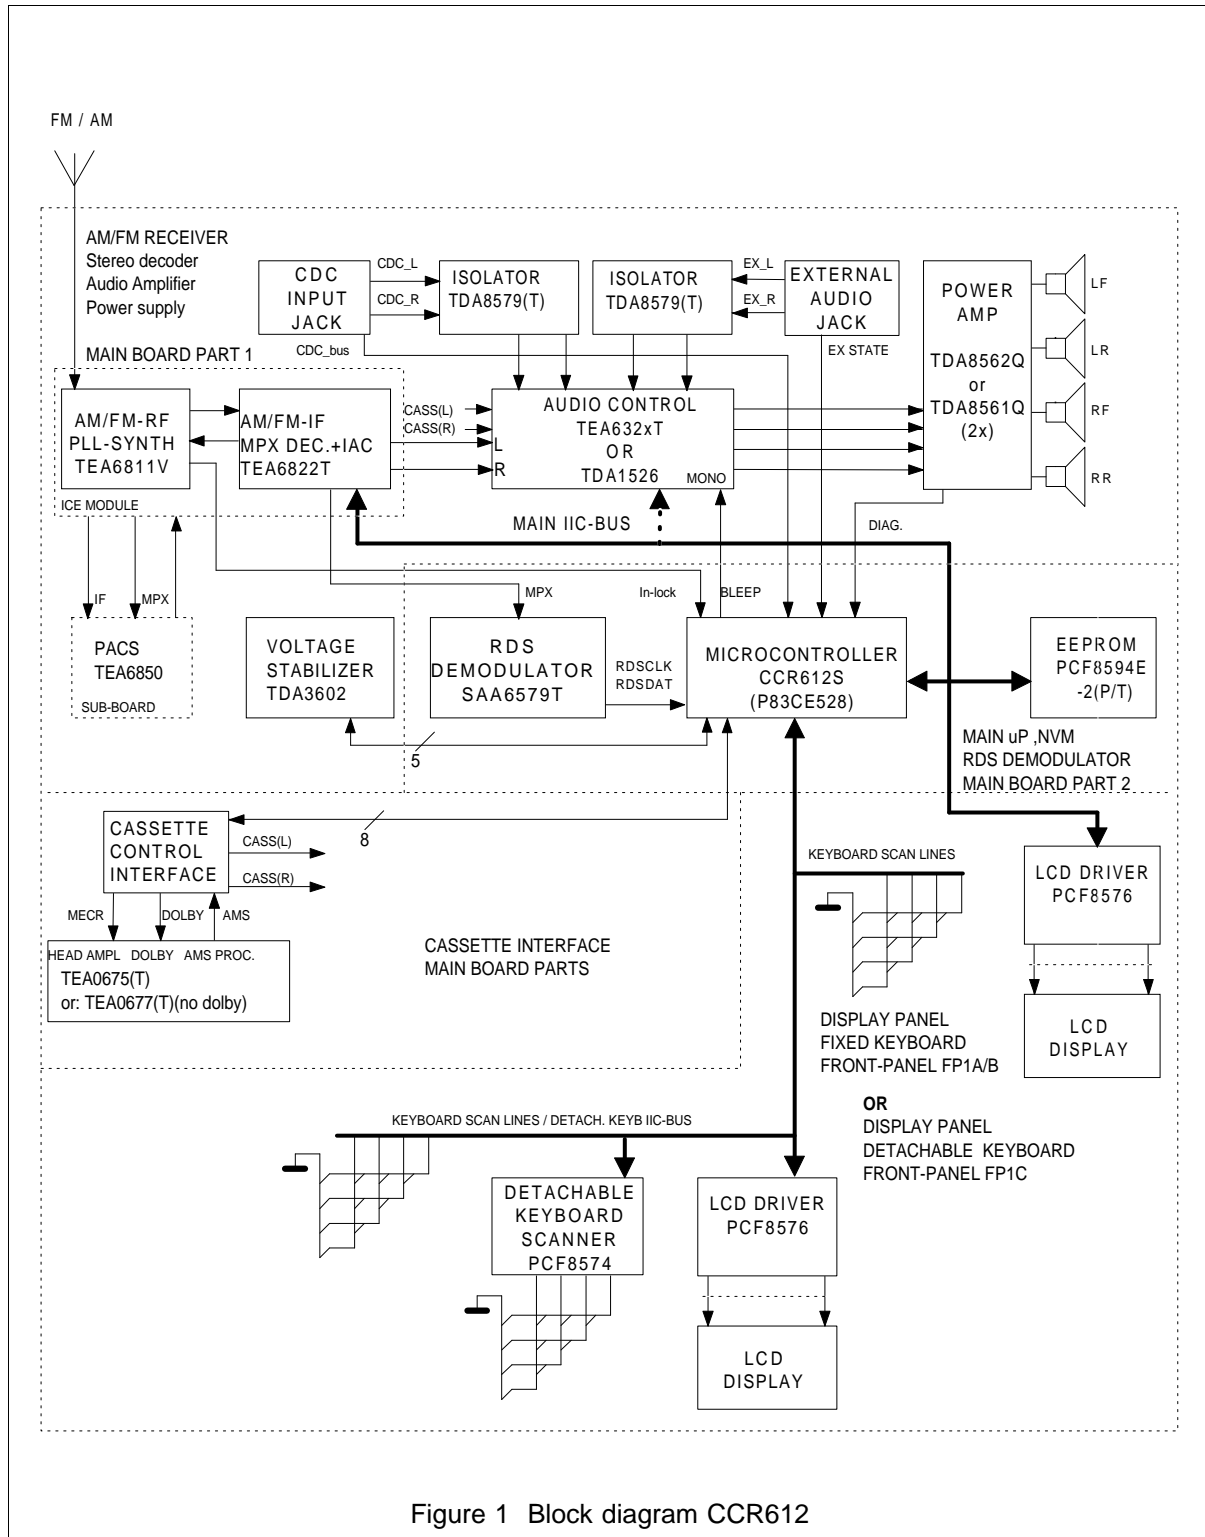 FM / AM
AM/FM RECEIVER
Stereo decoder
Audio Amplifier
Power supply
MAIN BOARD PART 1
CDC
INPUT
JACK
CDC_L
CDC_R
CDC_bus
ISOLATOR
TDA8579(T)
ISOLATOR
TDA8579(T)
EX_L
EX_R
EXTERNAL
AUDIO
JACK
EX STATE
POWER
AMP
TDA8562Q
or
TDA8561Q
(2x)
LF
LR
RF
RR
AM/FM-RF
PLL-SYNTH
TEA6811V
AM/FM-IF
MPX DEC.+IAC
TEA6822T
ICE MODULE
CASS(L)
CASS(R)
L
R
AUDIO CONTROL
TEA632xT
OR
TDA1526
MONO
MAIN IIC-BUS
DIAG.
IF
MPX
PACS
TEA6850
SUB-BOARD
MPX
In-lock
BLEEP
VOLTAGE
STABILIZER
TDA3602
RDS
DEMODULATOR
SAA6579T
RDSCLK
RDSDAT
MICROCONTROLLER
CCR612S
(P83CE528)
EEPROM
PCF8594E
-2(P/T)
5
MAIN uP ,NVM
RDS DEMODULATOR
MAIN BOARD PART 2
8
CASSETTE
CONTROL
INTERFACE
CASS(L)
CASS(R)
MECR
DOLBY
AMS
HEAD AMPL DOLBY AMS PROC.
TEA0675(T)
or: TEA0677(T)(no dolby)
CASSETTE INTERFACE
MAIN BOARD PARTS
KEYBOARD SCAN LINES
LCD DRIVER
PCF8576
LCD
DISPLAY
DISPLAY PANEL
FIXED KEYBOARD
FRONT-PANEL FP1A/B
OR
DISPLAY PANEL
DETACHABLE KEYBOARD
FRONT-PANEL FP1C
KEYBOARD SCAN LINES / DETACH. KEYB IIC-BUS
DETACHABLE
KEYBOARD
SCANNER
PCF8574
LCD DRIVER
PCF8576
LCD
DISPLAY
Figure 1 Block diagram CCR612